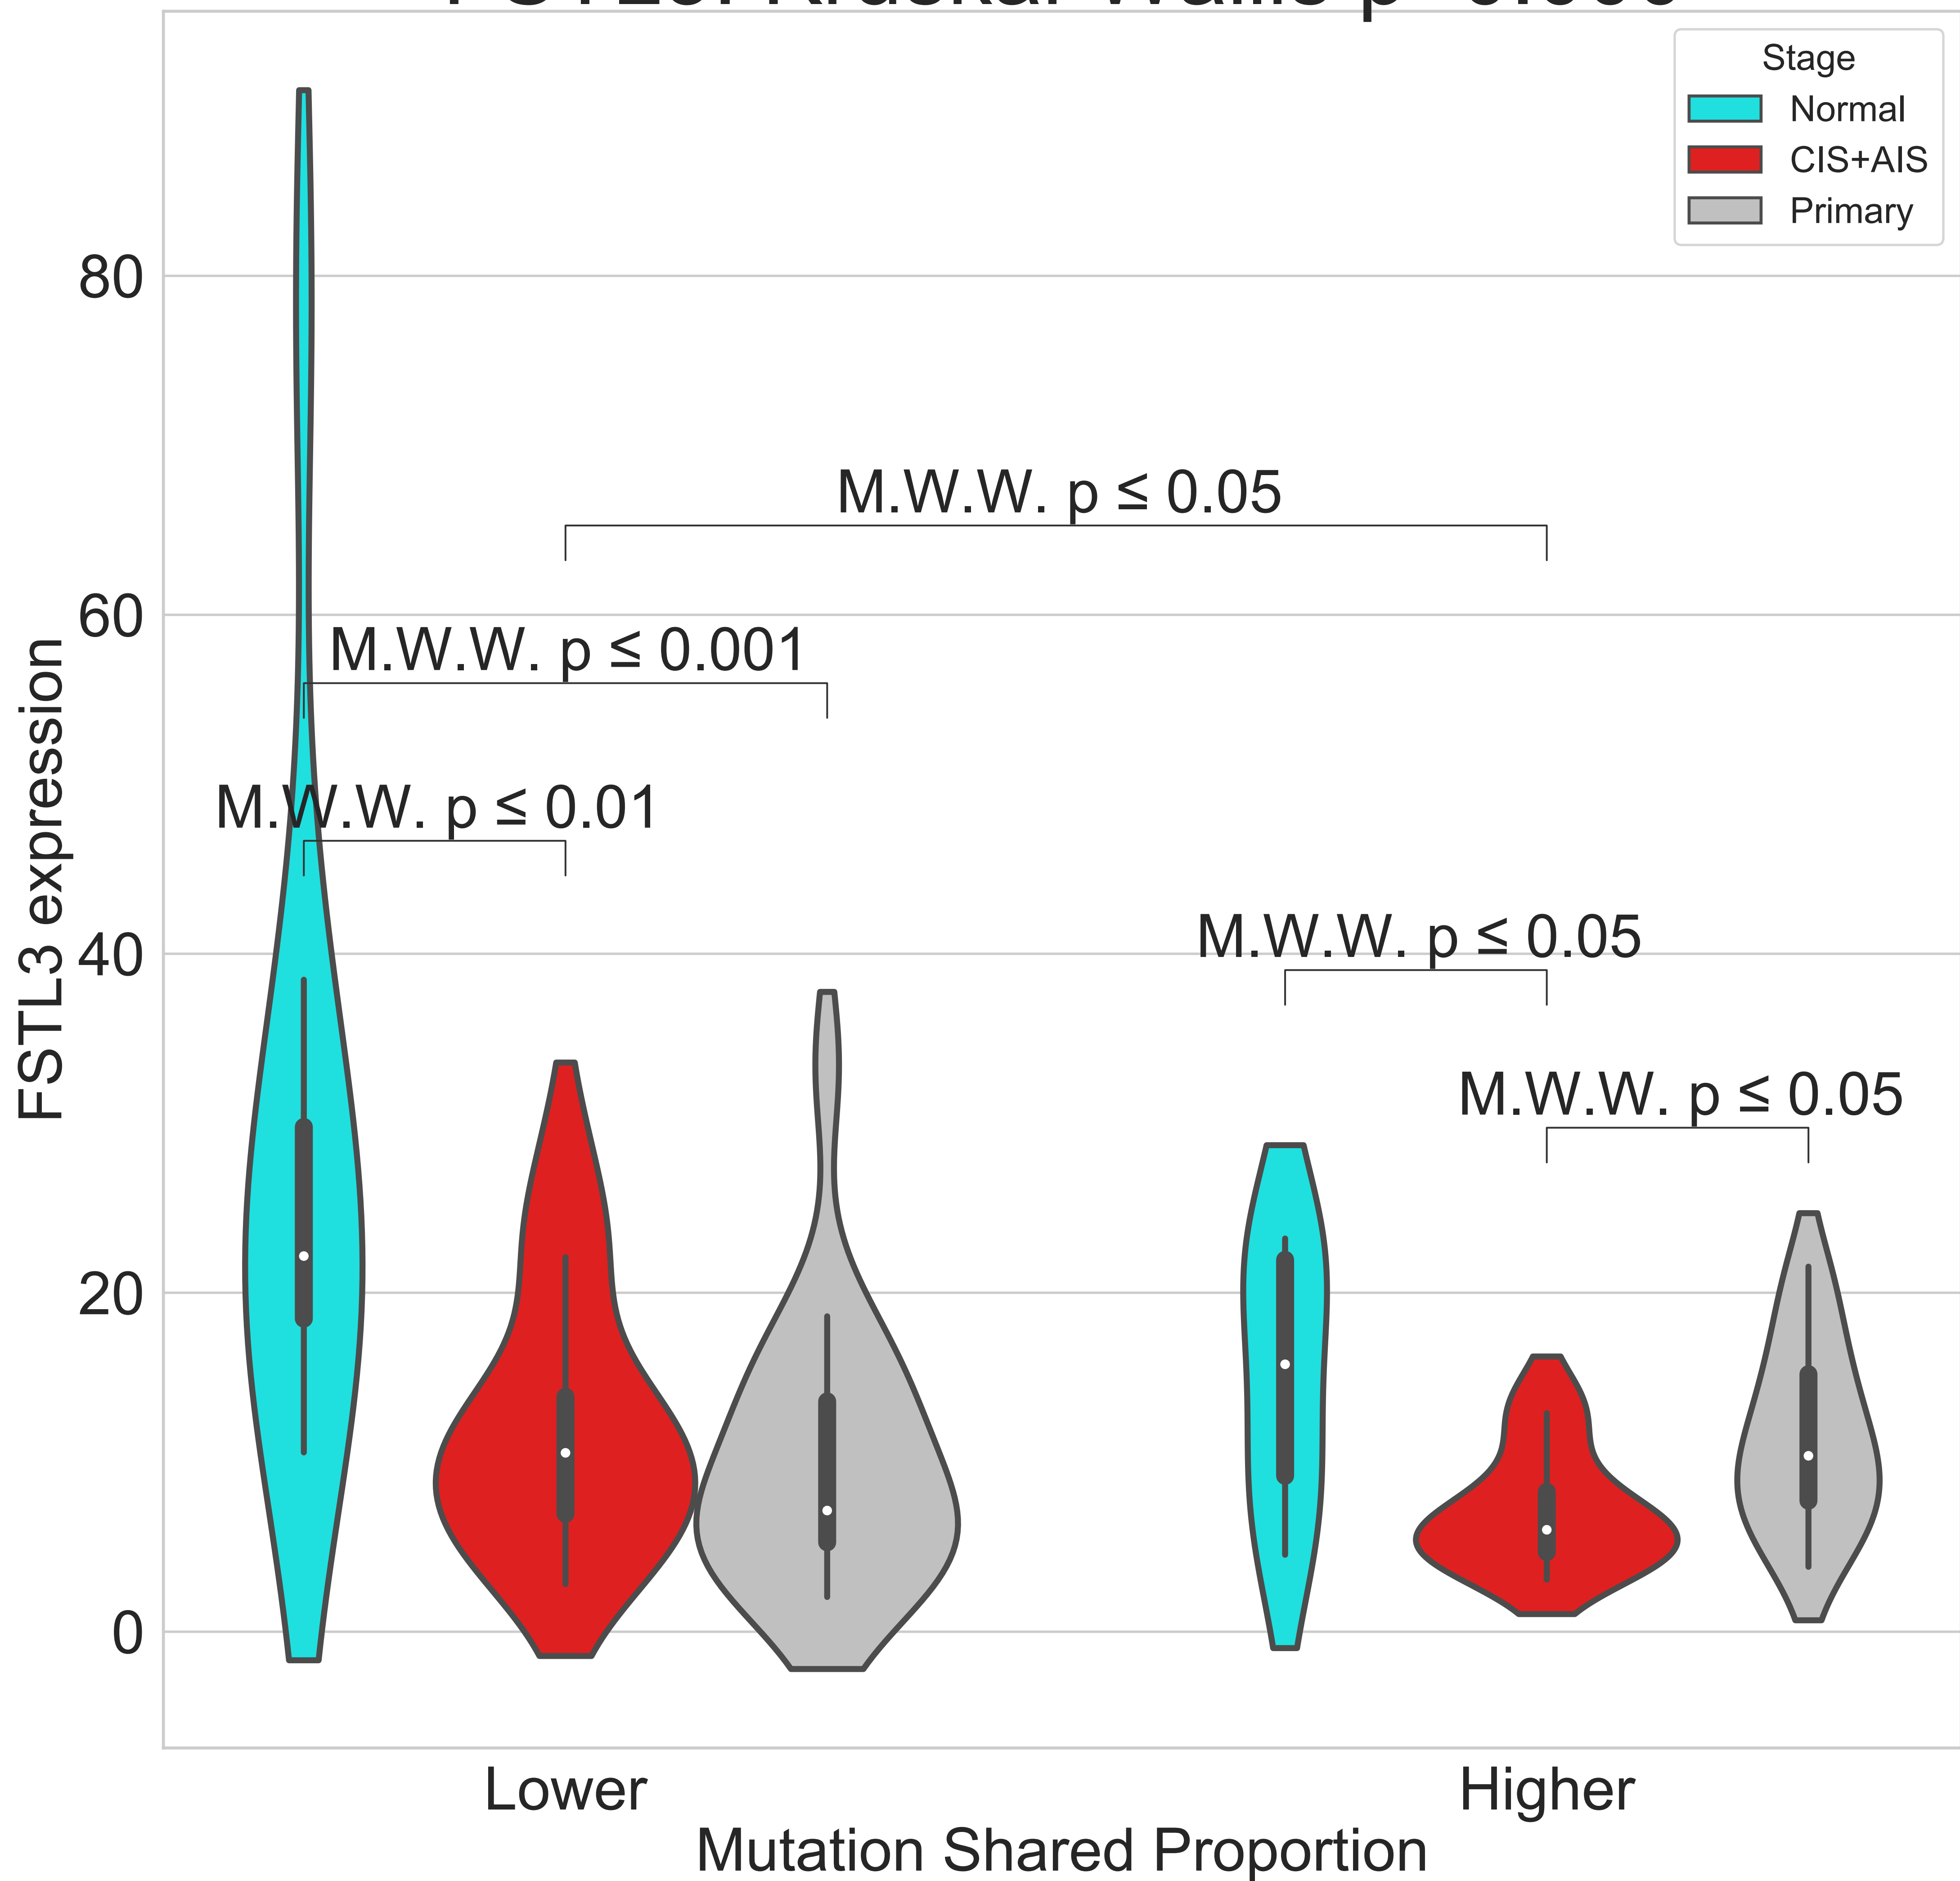 Stage
Normal
CIS+AIS
Primary
80
60
40
20
0
FSTL3 expression
M.W.W. p ≤ 0.05
M.W.W. p ≤ 0.001
M.W.W. p ≤ 0.01
M.W.W. p ≤ 0.05
M.W.W. p ≤ 0.05
Lower
Higher
Mutation Shared Proportion